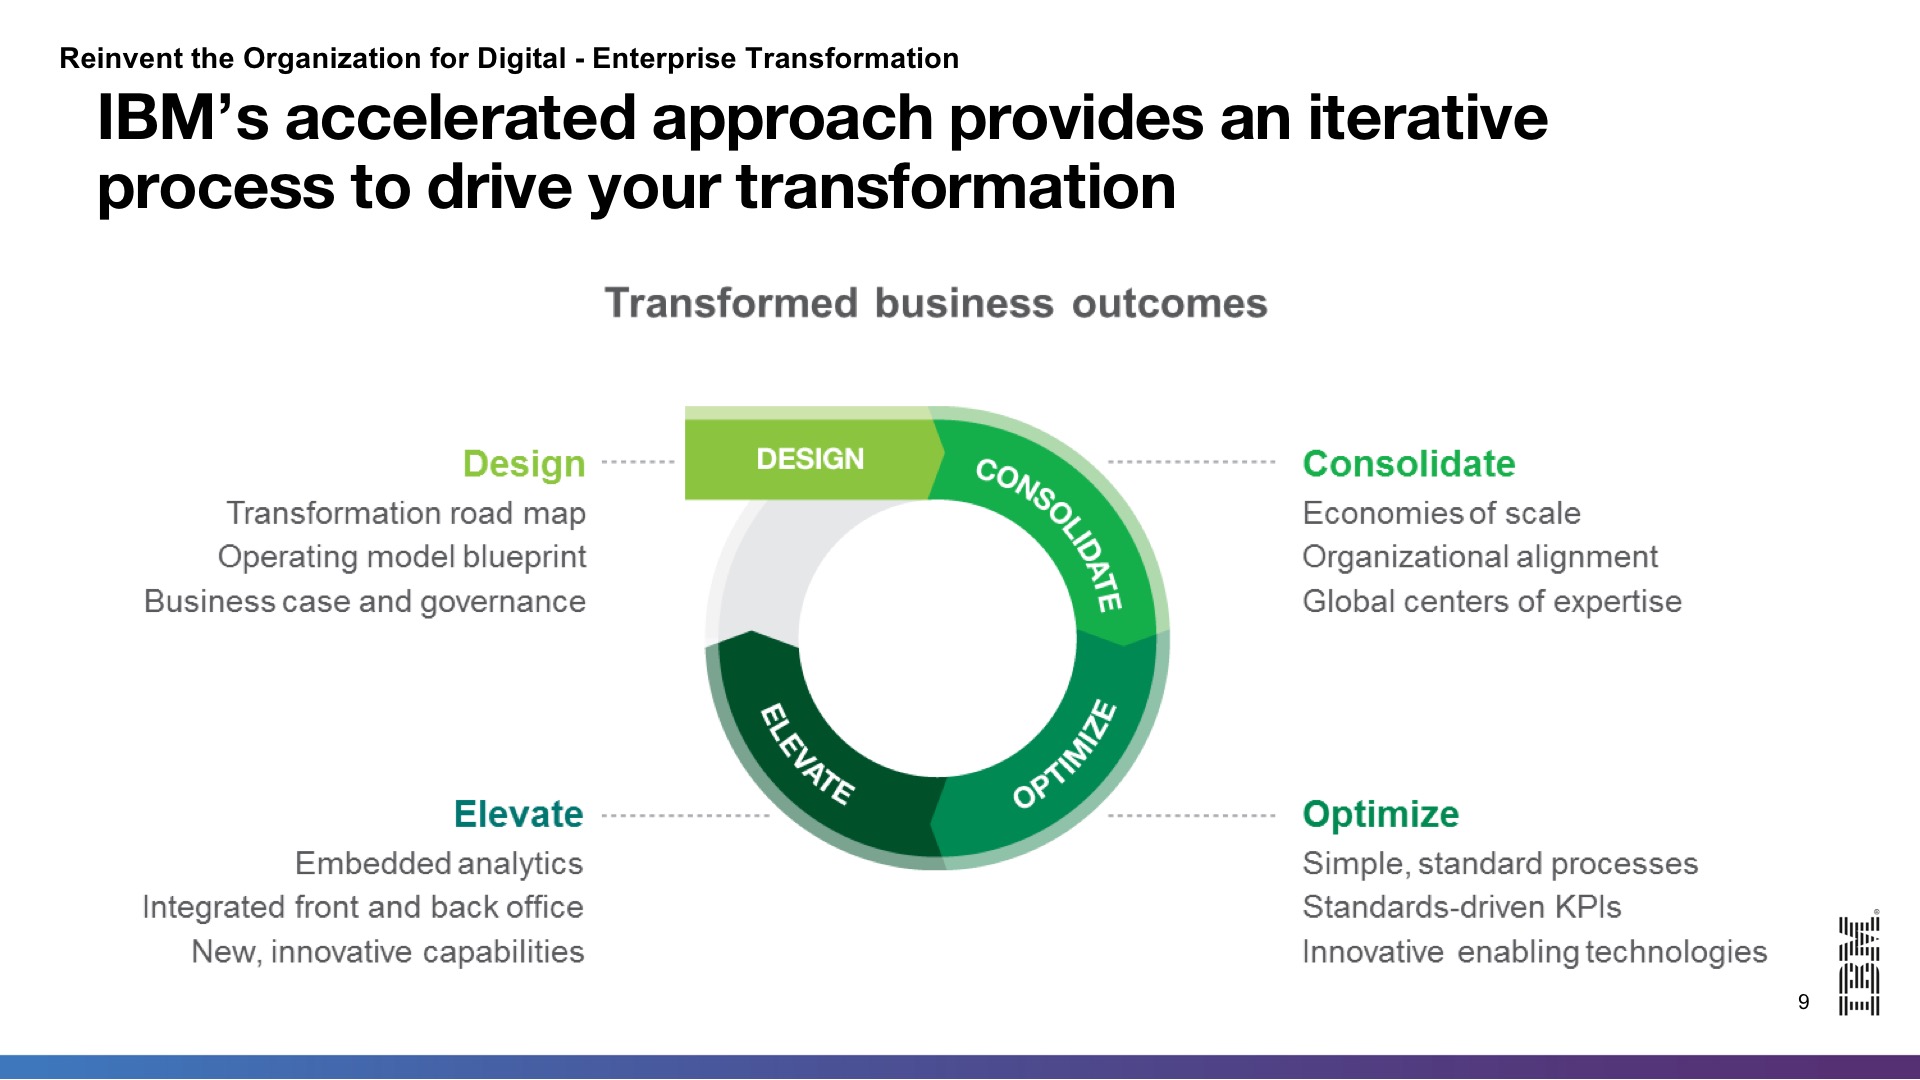 Reinvent the Organization for Digital - Enterprise Transformation
IBM’s accelerated approach provides an iterative
process to drive your transformation
Transformed business outcomes
Design
Transformation road map
Operating model blueprint
Business case and governance
DESIGN
CONSOLIDATE
OPTIMIZE
ELEVATE
Consolidate
Economies of scale
Organizational alignment
Global centers of expertise
Elevate
Embedded analytics
Integrated front and back office
New, innovative capabilities
Optimize
Simple, standard processes
Standards-driven KPIs
Innovative enabling technologies
9
IBM®